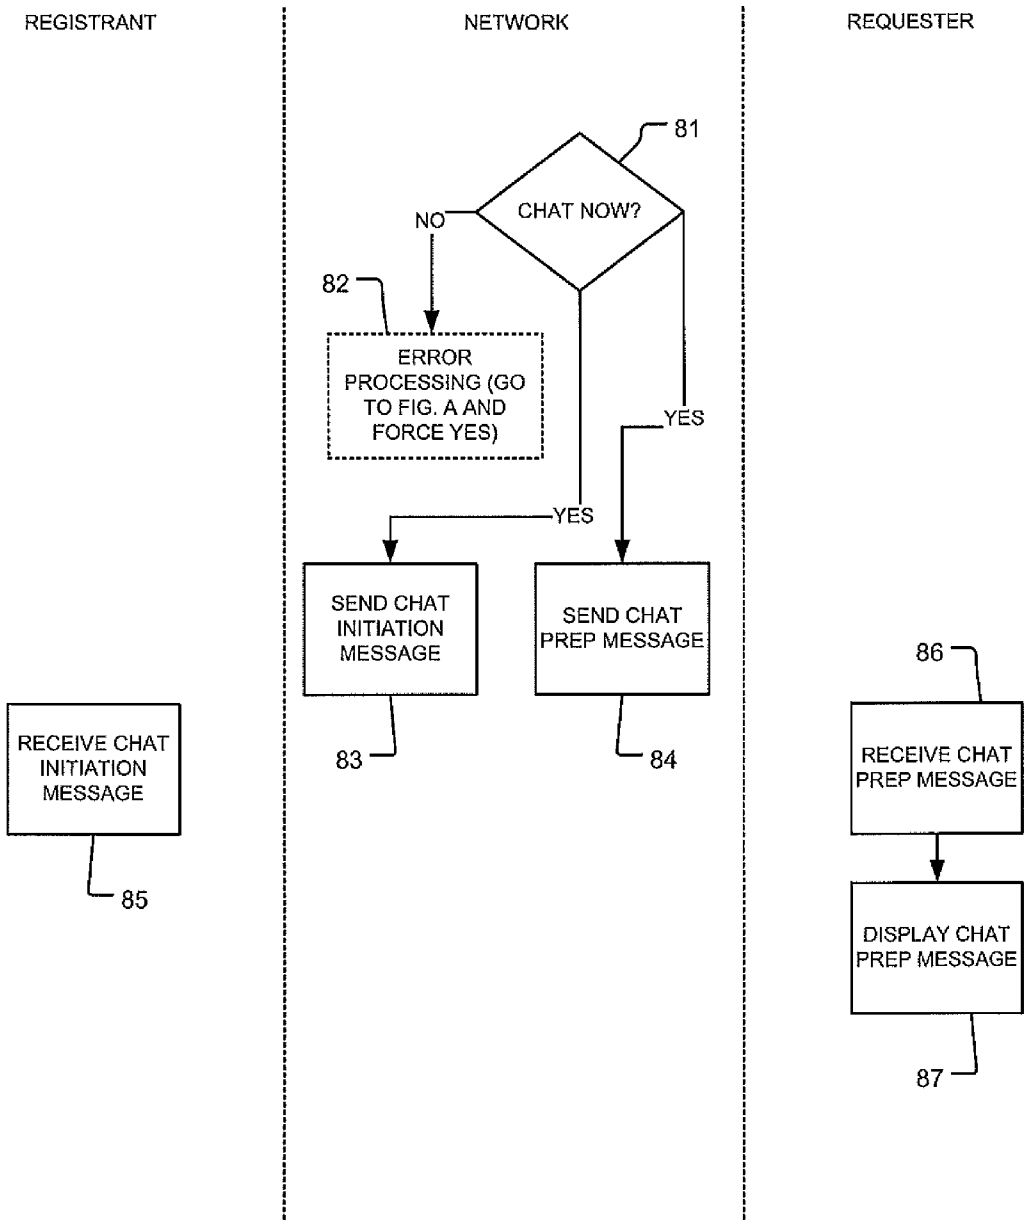 REGISTRANT
NETWORK
REQUESTER
81
CHAT NOW?
NO
82
ERROR
PROCESSING (GO
TO FIG. A AND
FORCE YES)
YES
YES
SEND CHAT
INITIATION
MESSAGE
SEND CHAT
PREP MESSAGE
83
84
86
RECEIVE CHAT
INITIATION
MESSAGE
RECEIVE CHAT
PREP MESSAGE
85
DISPLAY CHAT
PREP MESSAGE
87